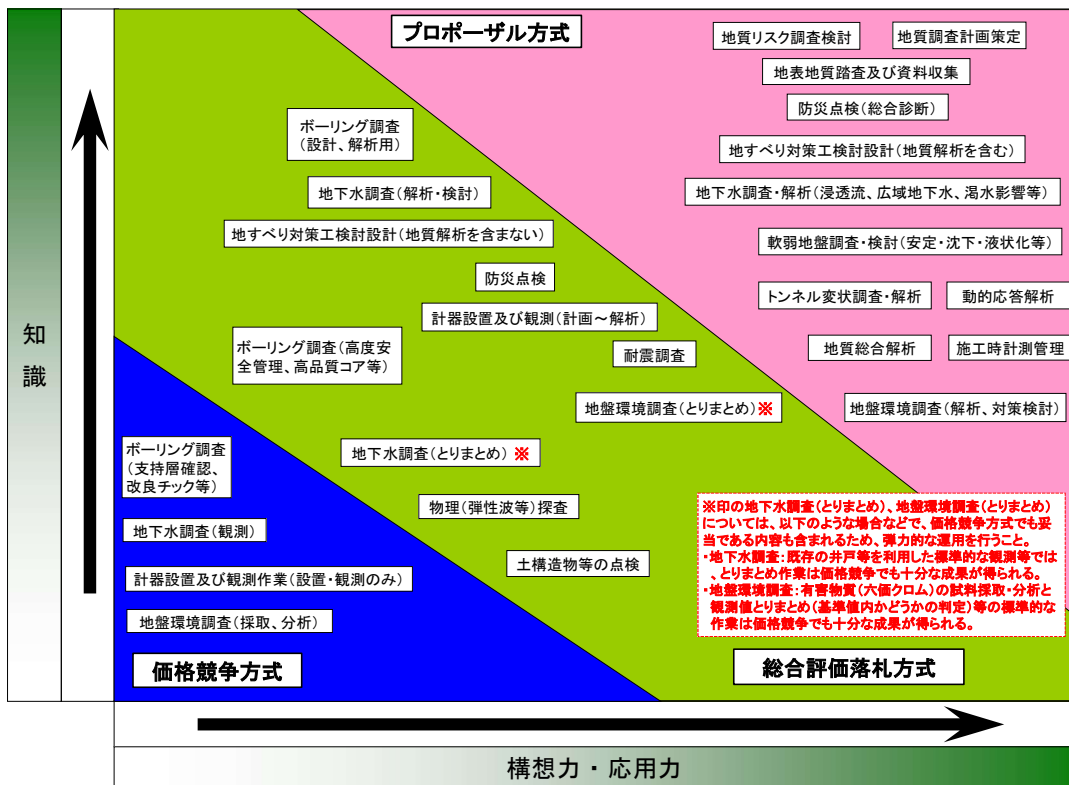 プロポーザル方式
地質リスク調査検討
地質調査計画策定
地表地質踏査及び資料収集
防災点検(総合診断)
地すべり対策工検討設計(地質解析を含む)
地下水調査・解析(浸透流、広域地下水、渇水影響等)
軟弱地盤調査・検討(安定・沈下・液状化等)
トンネル変状調査・解析
動的応答解析
地質総合解析
施工時計測管理
地盤環境調査(解析、対策検討)
ボーリング調査
(設計、解析用)
地下水調査(解析・検討)
地すべり対策工検討設計(地質解析を含まない)
防災点検
計器設置及び観測(計画～解析)
ボーリング調査(高度安
全管理、高品質コア等)
耐震調査
地盤環境調査(とりまとめ)※
地下水調査(とりまとめ) ※
物理(弾性波等)探査
土構造物等の点検
ボーリング調査
(支持層確認、
改良チック等)
地下水調査(観測)
計器設置及び観測作業(設置・観測のみ)
地盤環境調査(採取、分析)
価格競争方式
※印の地下水調査(とりまとめ)、地盤環境調査(とりまとめ)
については、以下のような場合などで、価格競争方式でも妥
当である内容も含まれるため、弾力的な運用を行うこと。
・地下水調査:既存の井戸等を利用した標準的な観測等では
、とりまとめ作業は価格競争でも十分な成果が得られる。
・地盤環境調査:有害物質(六価クロム)の試料採取・分析と
観測値とりまとめ(基準値内かどうかの判定)等の標準的な
作業は価格競争でも十分な成果が得られる。
総合評価落札方式
知
識
構想力・応用力